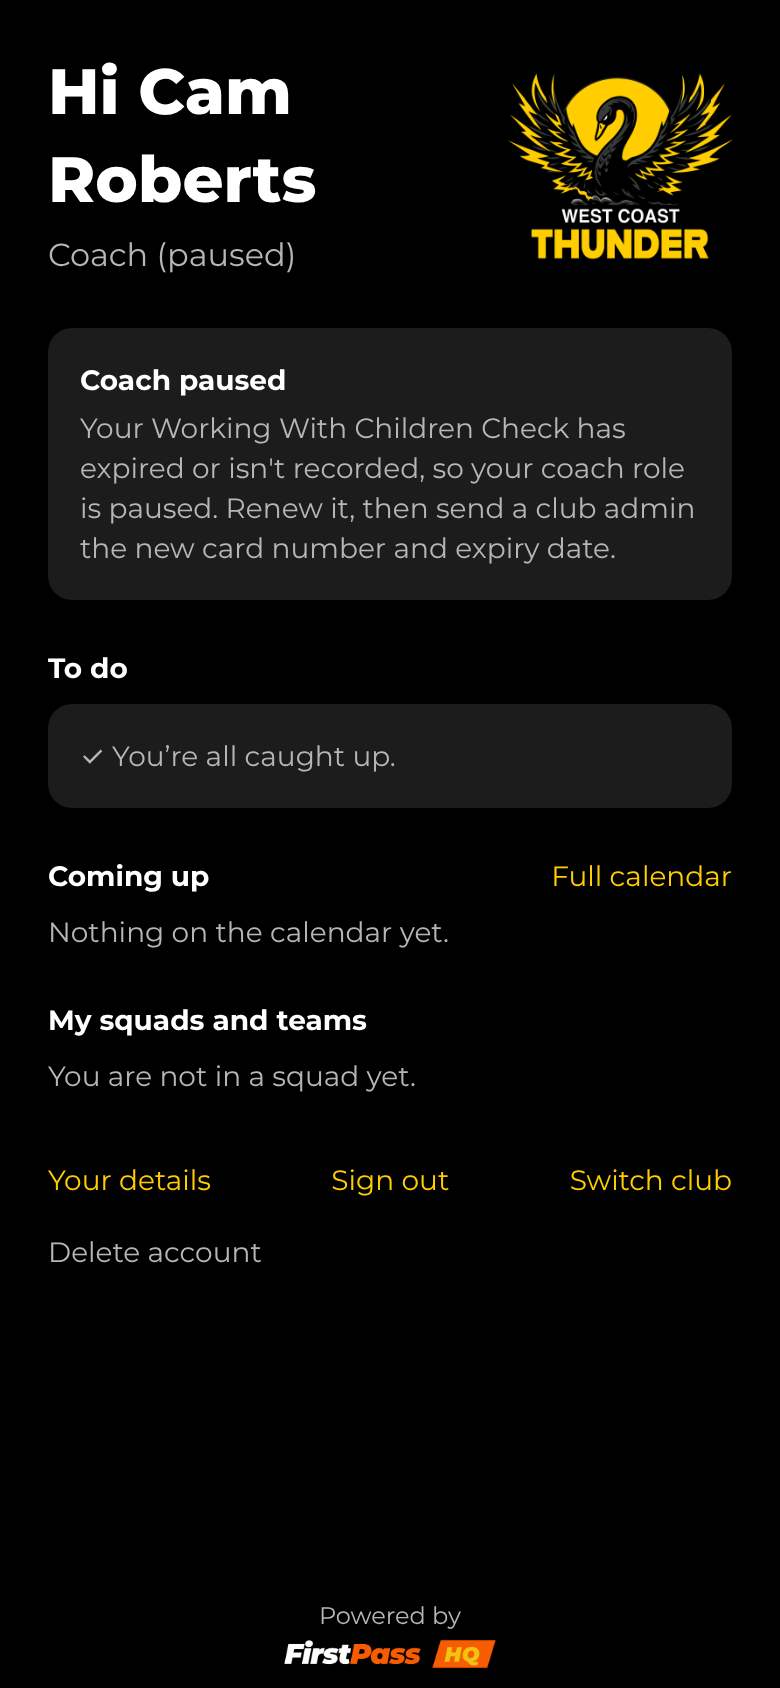 Hi Cam
Roberts
Coach (paused)
WEST COAST
THUNDER
Coach paused
Your Working With Children Check has
expired or isn't recorded, so your coach role
is paused. Renew it, then send a club admin
the new card number and expiry date.
To do
✓ You’re all caught up.
Coming up
Full calendar
Nothing on the calendar yet.
My squads and teams
You are not in a squad yet.
Your details
Sign out
Switch club
Delete account
Powered by
FirstPass HQ